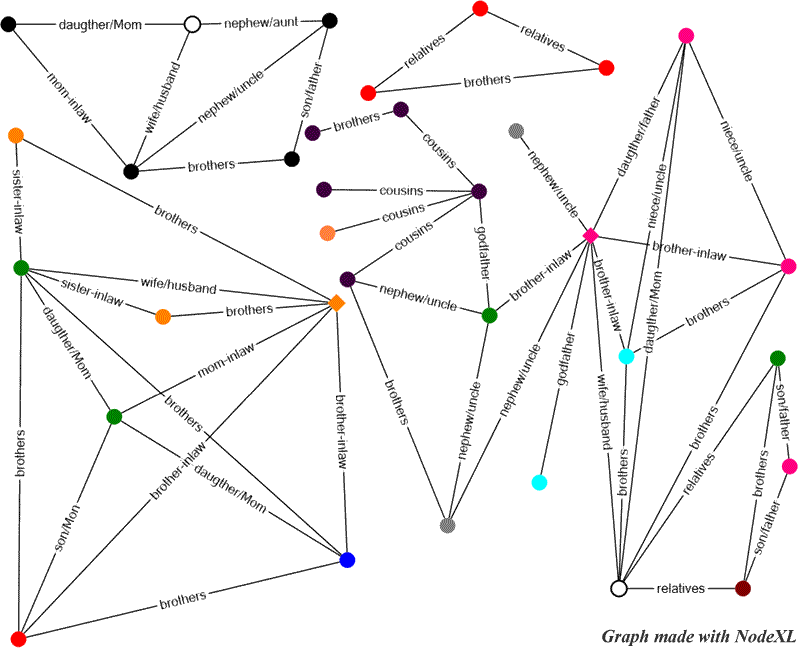 daugther/Mom
nephew/aunt
relatives
relatives
brothers
mom-inlaw
wife/husband
nephew/uncle
son/father
brothers
brothers
cousins
nephew/uncle
daugther/father
niece/uncle
niece/uncle
sister-inlaw
brothers
cousins
cousins
cousins
godfather
brother-inlaw
brother-inlaw
brother-inlaw
wife/husband
sister-inlaw
brothers
nephew/uncle
daugther/Mom
brothers
daugther/Mom
mom-inlaw
brothers
brother-inlaw
brothers
nephew/uncle
nephew/uncle
godfather
wife/husband
brothers
relatives
son/father
brothers
brother-inlaw
daugther/Mom
brothers
brothers
son/father
son/Mon
brothers
relatives
Graph made with NodeXL